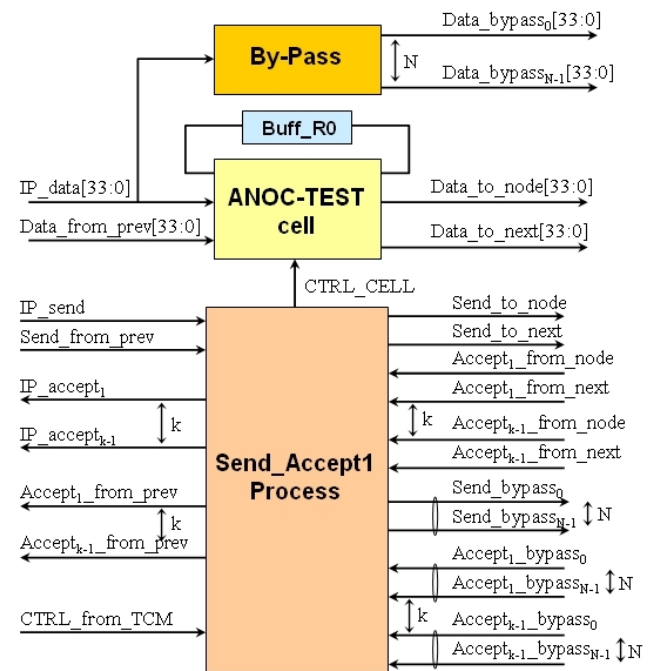 Data_bypass0[33:0]
By-Pass
N
Data_bypassN-1[33:0]
Buff_R0
IP_data[33:0]
ANOC-TEST
cell
Data_to_node[33:0]
Data_from_prev[33:0]
Data_to_next[33:0]
CTRL_CELL
IP_send
Send_to_node
Send_from_prev
Send_to_next
Accept1_from_node
IP_accept1
Accept1_from_next
k
k
IP_acceptk-1
Acceptk-1_from_node
Send_Accept1
Process
Acceptk-1_from_next
Accept1_from_prev
Send_bypass0
k
Send_bypassN-1
N
Acceptk-1_from_prev
Accept1_bypass0
Accept1_bypassN-1
N
k
CTRL_from_TCM
Acceptk-1_bypass0
Acceptk-1_bypassN-1
N